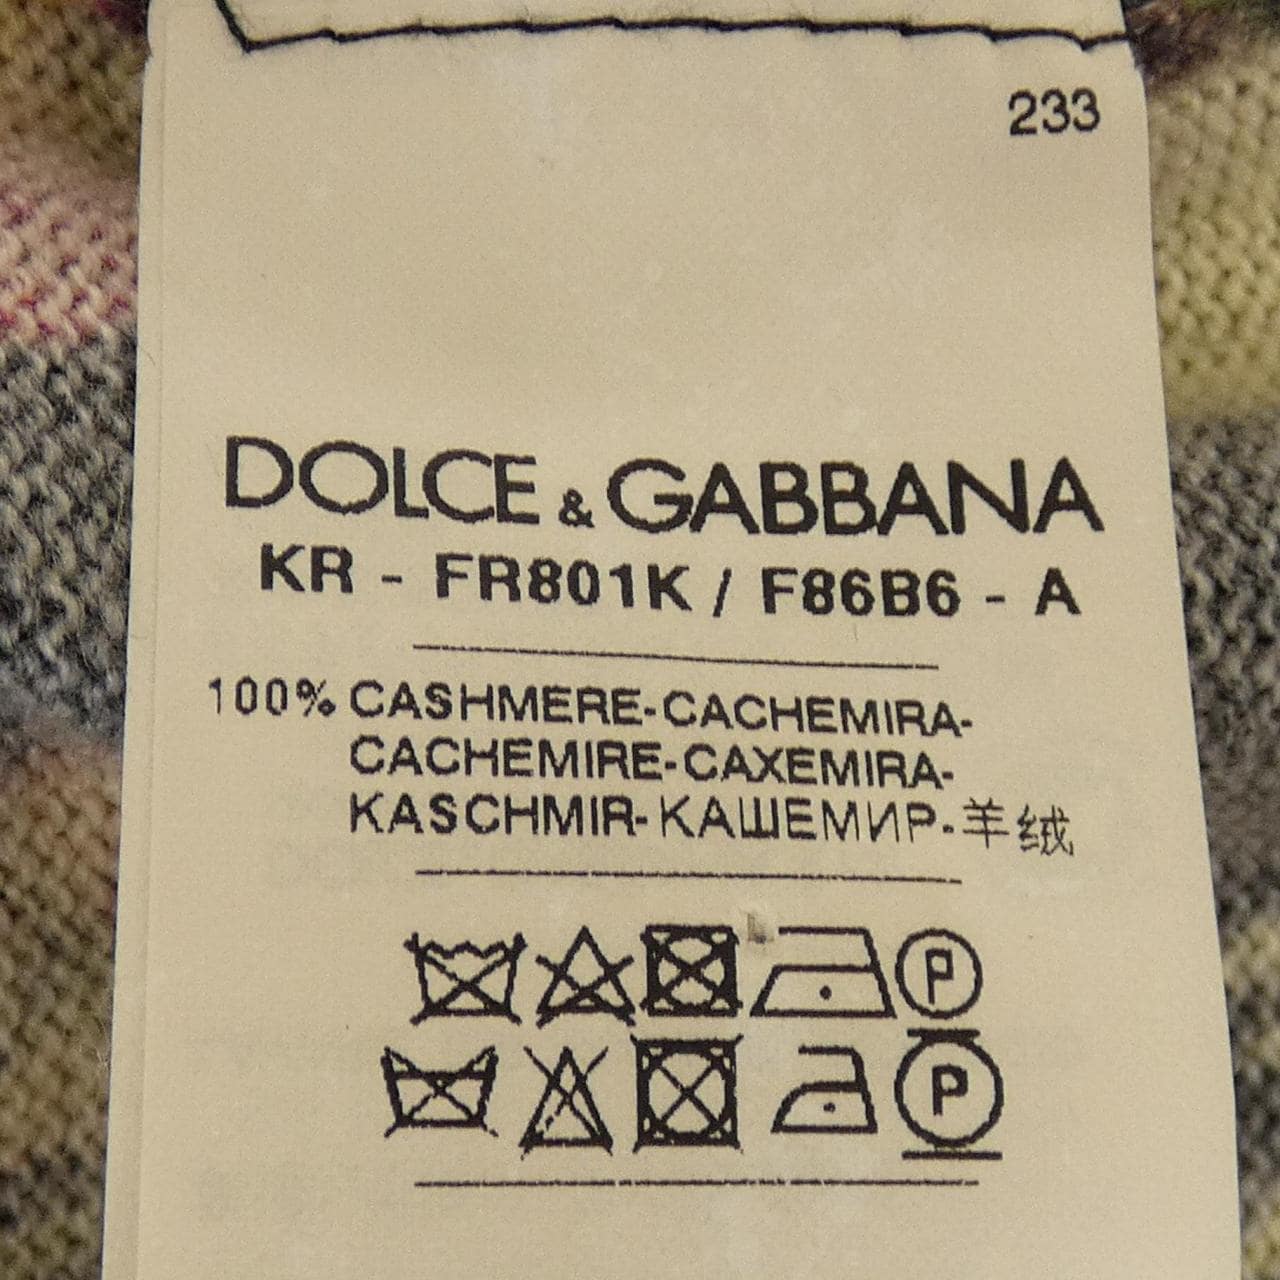 233
DOLCE & GABBANA
KR - FR801K / F86B6 - A
100% CASHMERE-CACHEMIRA-
CACHEMIRE-CAXEMIRA-
KASCHMIR-КАШЕМИР-羊绒
P
P